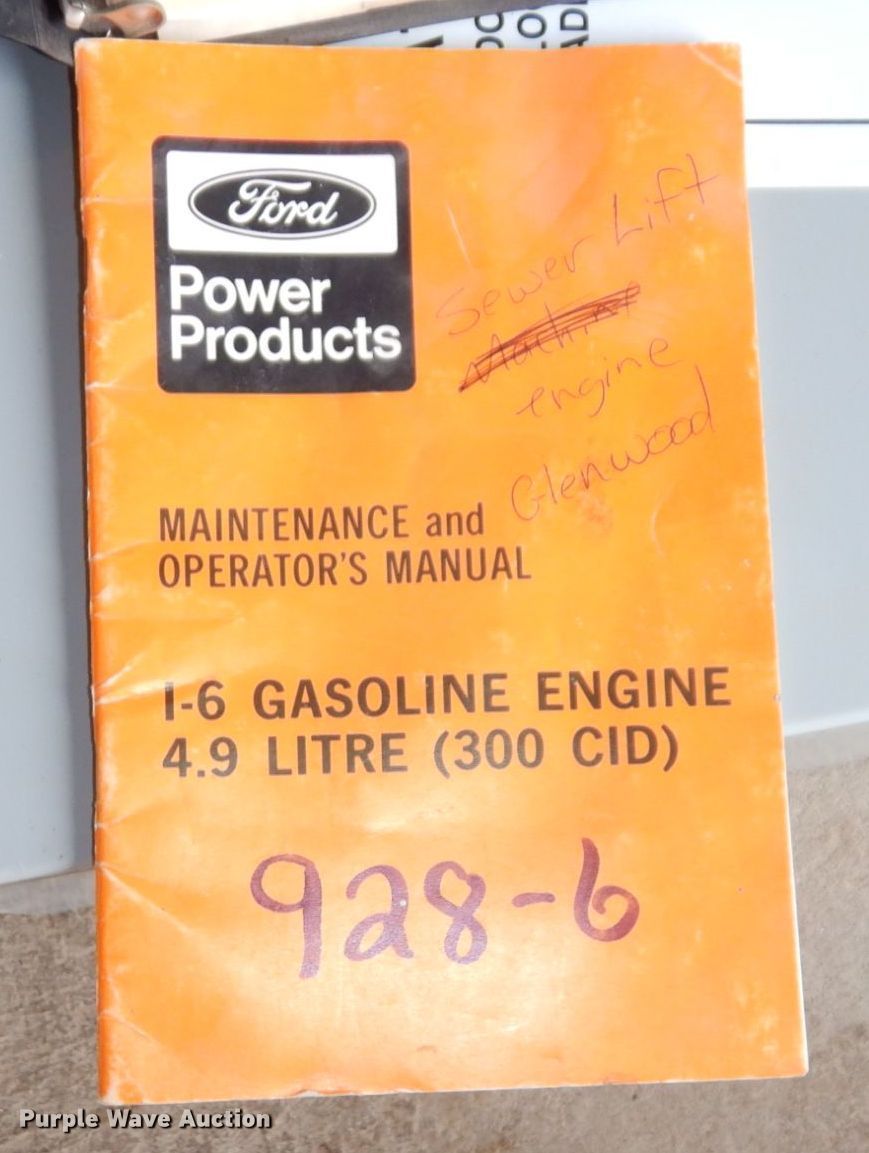 Ford
Power
Products
Sewer Lift
engine
Glenwood
MAINTENANCE and
OPERATOR'S MANUAL
I-6 GASOLINE ENGINE
4.9 LITRE (300 CID)
928-6
Purple Wave Auction